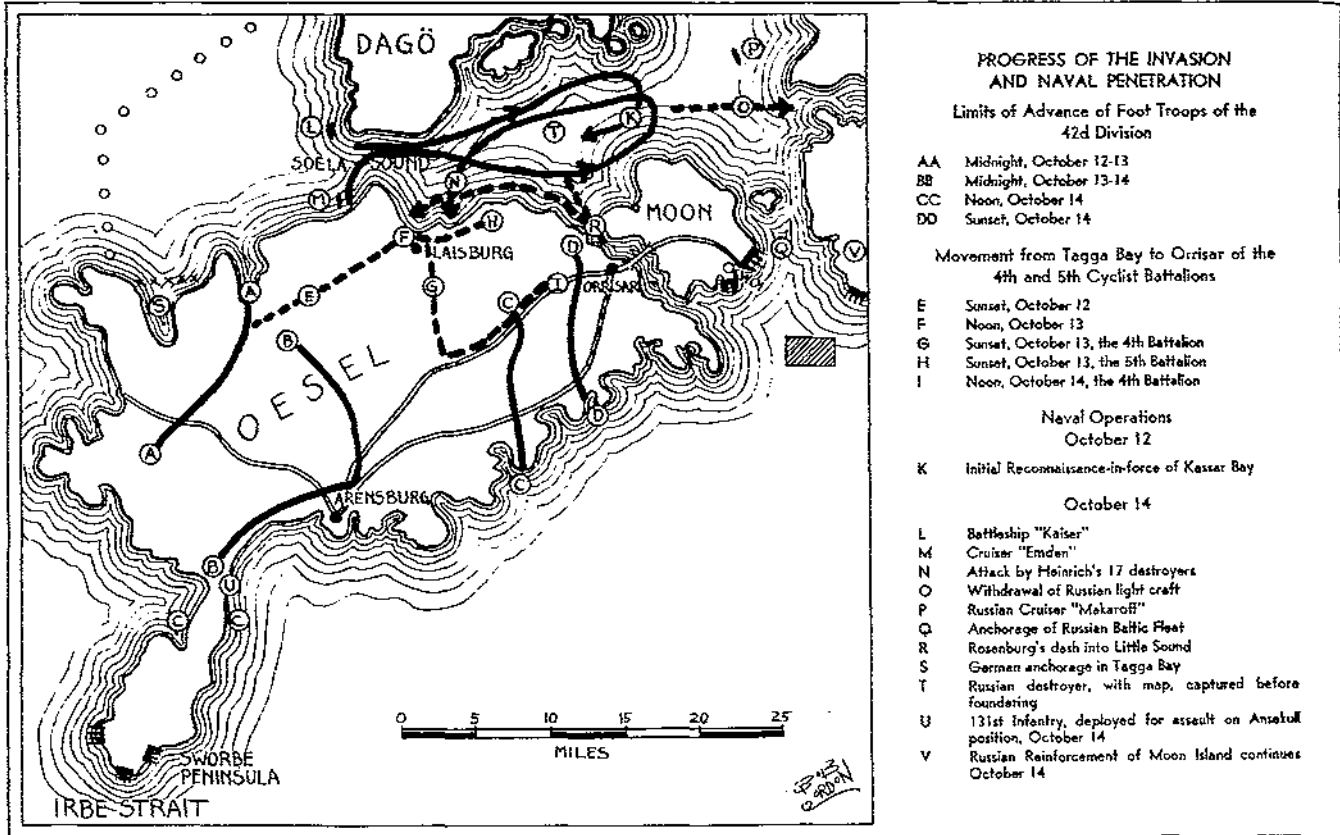 DAGÖ
P
L
K
O
T
SOELA SOUND
N
M
MOON
R
F
H
D
Q
V
LAISBURG
S
A
E
G
C
I
ORRISAR
B
OESEL
A
D
ARENSBURG
C
B
U
C
C
0 5 10 15 20 25
MILES
SWORBE
PENINSULA
IRBE STRAIT
BOB
GORDON
PROGRESS OF THE INVASION
AND NAVAL PENETRATION
Limits of Advance of Foot Troops of the
42d Division
AA Midnight, October 12-13
BB Midnight, October 13-14
CC Noon, October 14
DD Sunset, October 14
Movement from Tagga Bay to Orrisar of the
4th and 5th Cyclist Battalions
E Sunset, October 12
F Noon, October 13
G Sunset, October 13, the 4th Battalion
H Sunset, October 13, the 5th Battalion
I Noon, October 14, the 4th Battalion
Naval Operations
October 12
K Initial Reconnaissance-in-force of Kassar Bay
October 14
L Battleship "Kaiser"
M Cruiser "Emden"
N Attack by Heinrich's 17 destroyers
O Withdrawal of Russian light craft
P Russian Cruiser "Makaroff"
Q Anchorage of Russian Baltic Fleet
R Rosenburg's dash into Little Sound
S German anchorage in Tagga Bay
T Russian destroyer, with map, captured before
foundering
U 131st Infantry, deployed for assault on Ansekull
position, October 14
V Russian Reinforcement of Moon Island continues
October 14